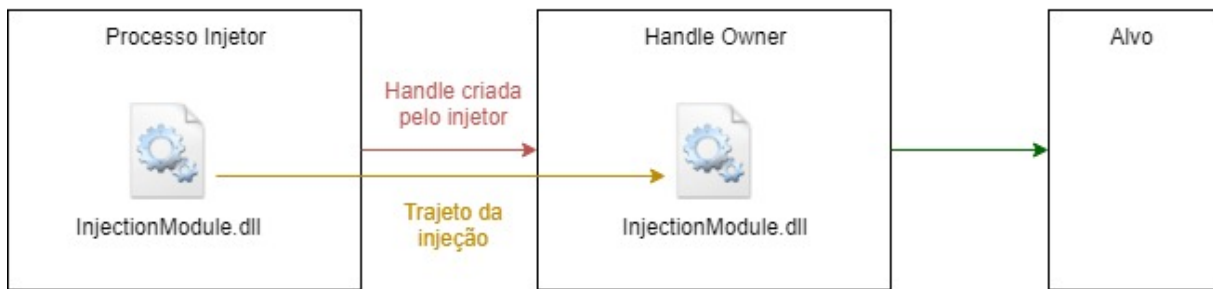 Processo Injetor
Handle Owner
Alvo
Handle criada
pelo injetor
InjectionModule.dll
Trajeto da
injeção
InjectionModule.dll